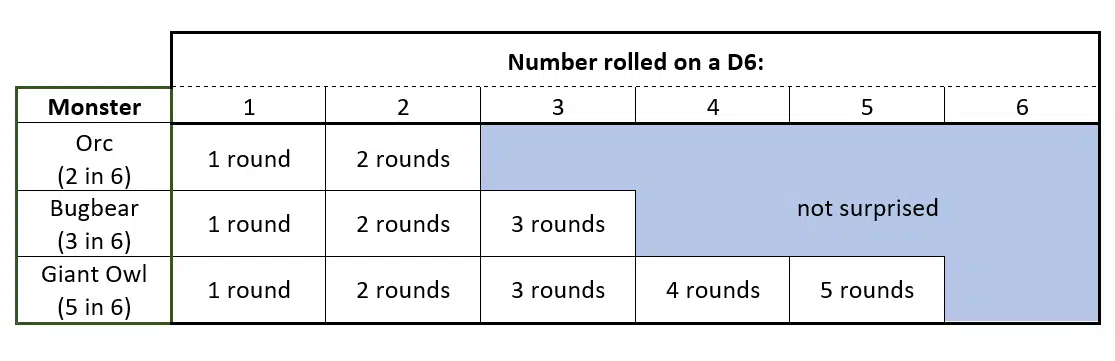 Number rolled on a D6:
Monster 1 2 3 4 5 6
Orc
(2 in 6)
1 round 2 rounds
Bugbear
(3 in 6)
1 round 2 rounds 3 rounds
not surprised
Giant Owl
(5 in 6)
1 round 2 rounds 3 rounds 4 rounds 5 rounds